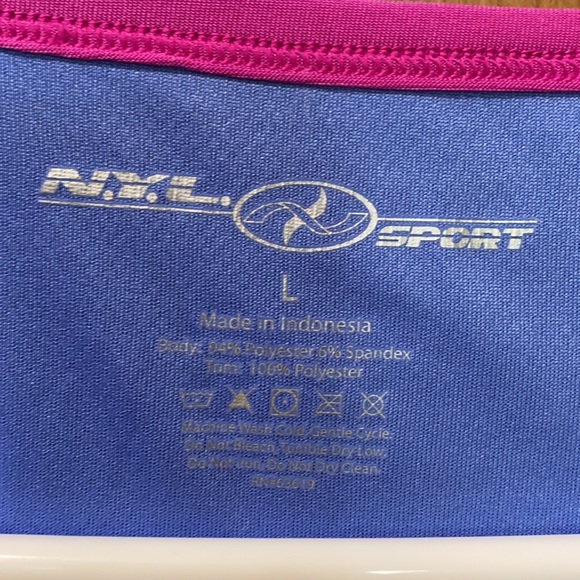 N.Y.L. SPORT
L
Made in Indonesia
Body: 94% Polyester 6% Spandex
Trim: 100% Polyester
Machine Wash Cold Gentle Cycle.
Do Not Bleach, Tumble Dry Low,
Do Not Iron, Do Not Dry Clean.